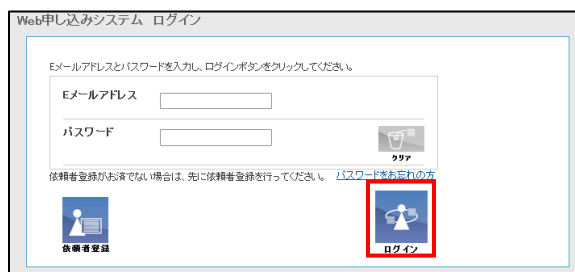 Web申し込みシステム ログイン
Eメールアドレスとパスワードを入力し、ログインボタンをクリックしてください。
Eメールアドレス
パスワード
クリア
依頼者登録がお済でない場合は、先に依頼者登録を行ってください。 パスワードをお忘れの方
依頼者登録
ログイン